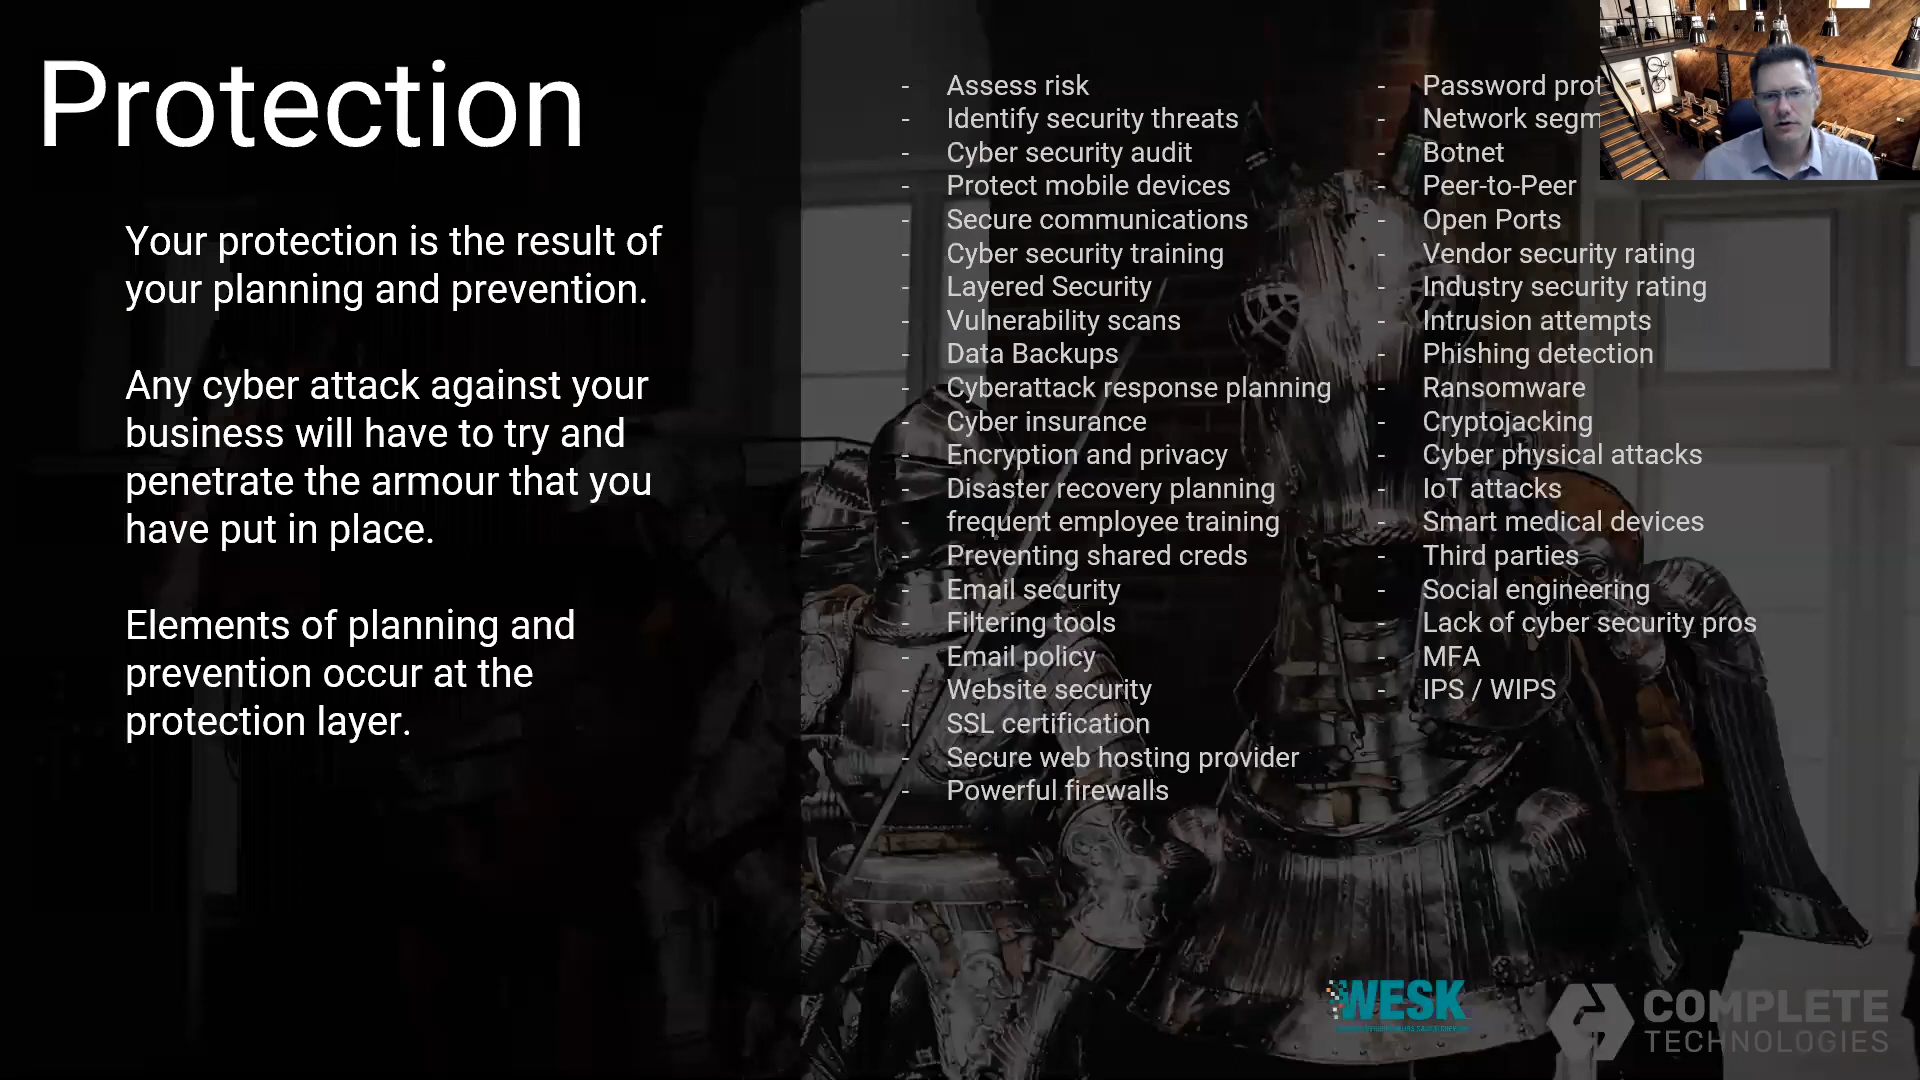 Protection
Your protection is the result of
your planning and prevention.
Any cyber attack against your
business will have to try and
penetrate the armour that you
have put in place.
Elements of planning and
prevention occur at the
protection layer.
- Assess risk
- Identify security threats
- Cyber security audit
- Protect mobile devices
- Secure communications
- Cyber security training
- Layered Security
- Vulnerability scans
- Data Backups
- Cyberattack response planning
- Cyber insurance
- Encryption and privacy
- Disaster recovery planning
- frequent employee training
- Preventing shared creds
- Email security
- Filtering tools
- Email policy
- Website security
- SSL certification
- Secure web hosting provider
- Powerful firewalls
- Password
- Network
- Botnet
- Peer-to-Peer
- Open Ports
- Vendor security rating
- Industry security rating
- Intrusion attempts
- Phishing detection
- Ransomware
- Cryptojacking
- Cyber physical attacks
- IoT attacks
- Smart medical devices
- Third parties
- Social engineering
- Lack of cyber security pros
- MFA
- IPS / WIPS
WESK
COMPLETE
TECHNOLOGIES